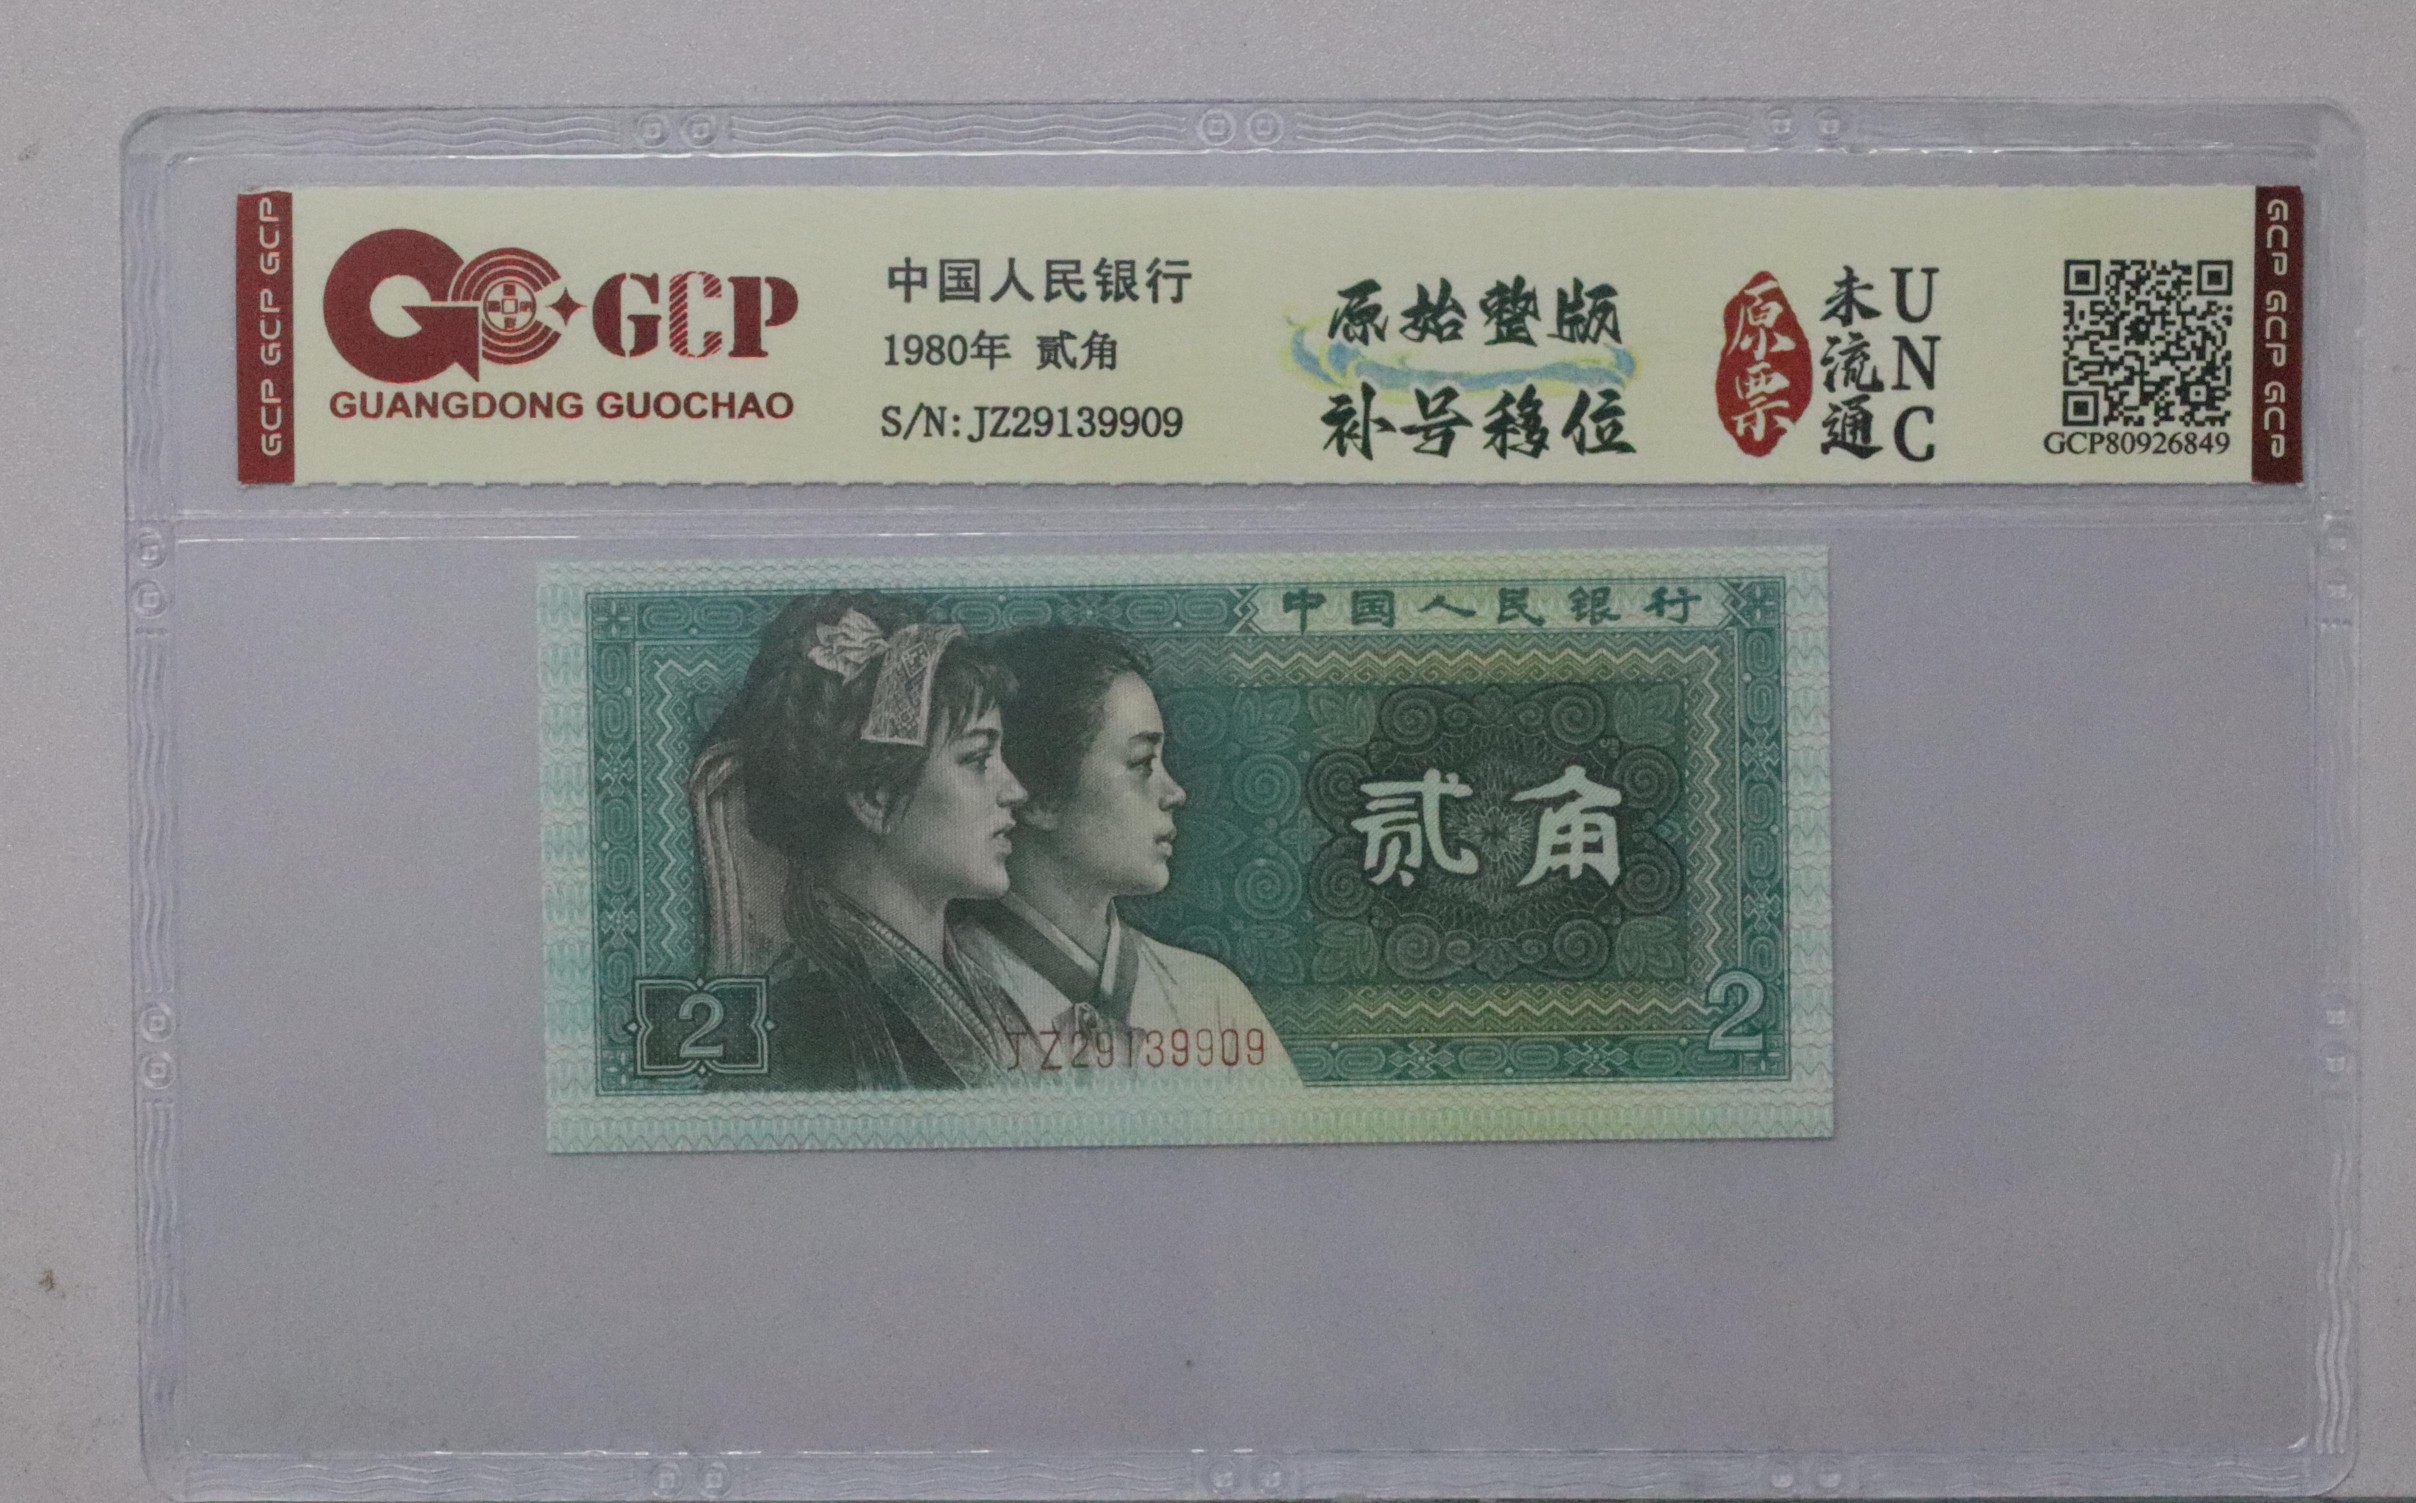 GCP GCP GCP
GCP
GUANGDONG GUOCHAO
中国人民银行
1980年 贰角
S/N:JZ29139909
原始整版
补号移位
原票
未流通
UNC
GCP80926849
GCP GCP GCP
中国人民银行
贰角
2
2
JZ29139909